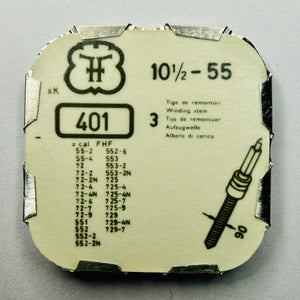 FHT
10½-55
xK
401
3
Tige de remontoir
Winding stem
Tija de remontuar
Aufzugwelle
Albero di carica
= cal. FHF
55-2 552-6
55-4 553
72 553-2
72-2 553-2N
72-2N 725
72-4 725-4
72-4N 725-4N
72-6 725-7
72-7 725-9
72-9 729
551 729-4
552 729-4N
552-2 729-7
552-2N
90